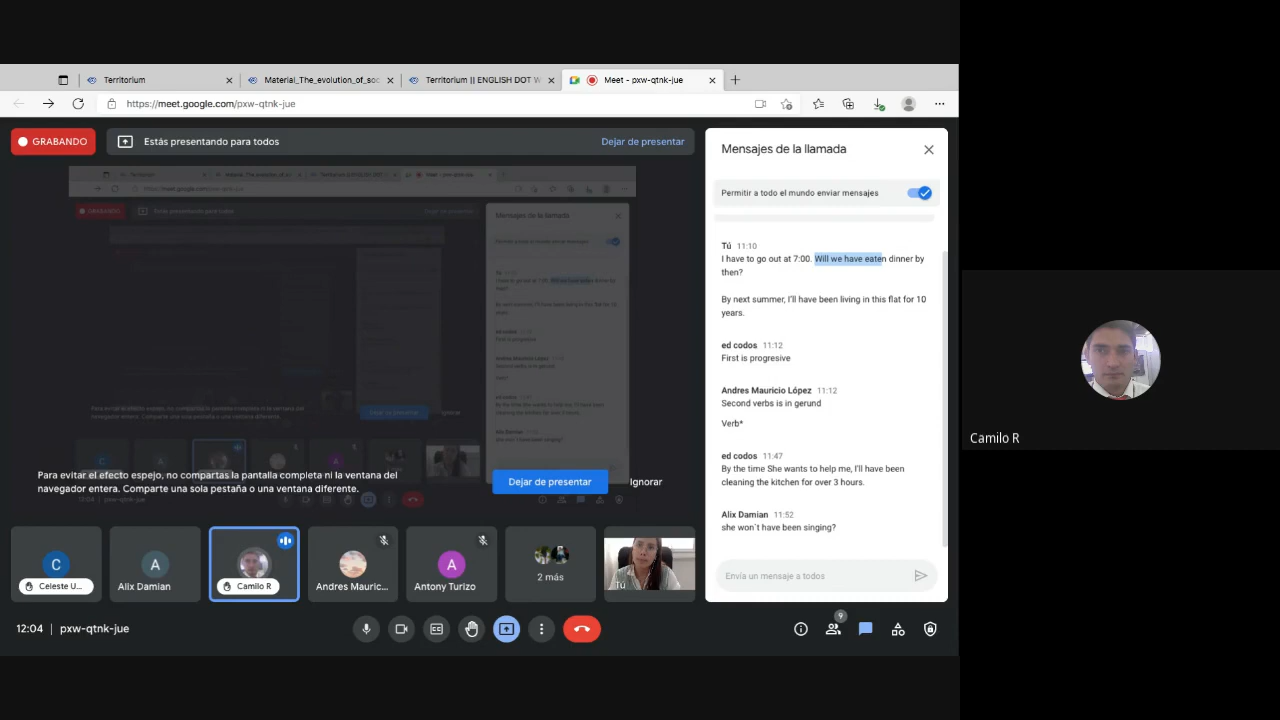 Territorium
Material_The_evolution_of_soc
Territorium || ENGLISH DOT W
Meet - pxw-qtnk-jue
https://meet.google.com/pxw-qtnk-jue
GRABANDO
Estás presentando para todos
Dejar de presentar
Mensajes de la llamada
Permitir a todo el mundo enviar mensajes
Tú 11:10
I have to go out at 7:00. Will we have eaten dinner by
then?
By next summer, I'll have been living in this flat for 10
years.
ed codos 11:12
First is progresive
Andres Mauricio López 11:12
Second verbs is in gerund
Verb*
ed codos 11:47
By the time She wants to help me, I'll have been
cleaning the kitchen for over 3 hours.
Alix Damian 11:52
she won`t have been singing?
Envía un mensaje a todos
Para evitar el efecto espejo, no compartas la pantalla completa ni la ventana del
navegador entera. Comparte una sola pestaña o una ventana diferente.
Dejar de presentar
Ignorar
C
Celeste U...
A
Alix Damian
Camilo R
Andres Mauric...
A
Antony Turizo
2 más
Tú
12:04 | pxw-qtnk-jue
9
Camilo R